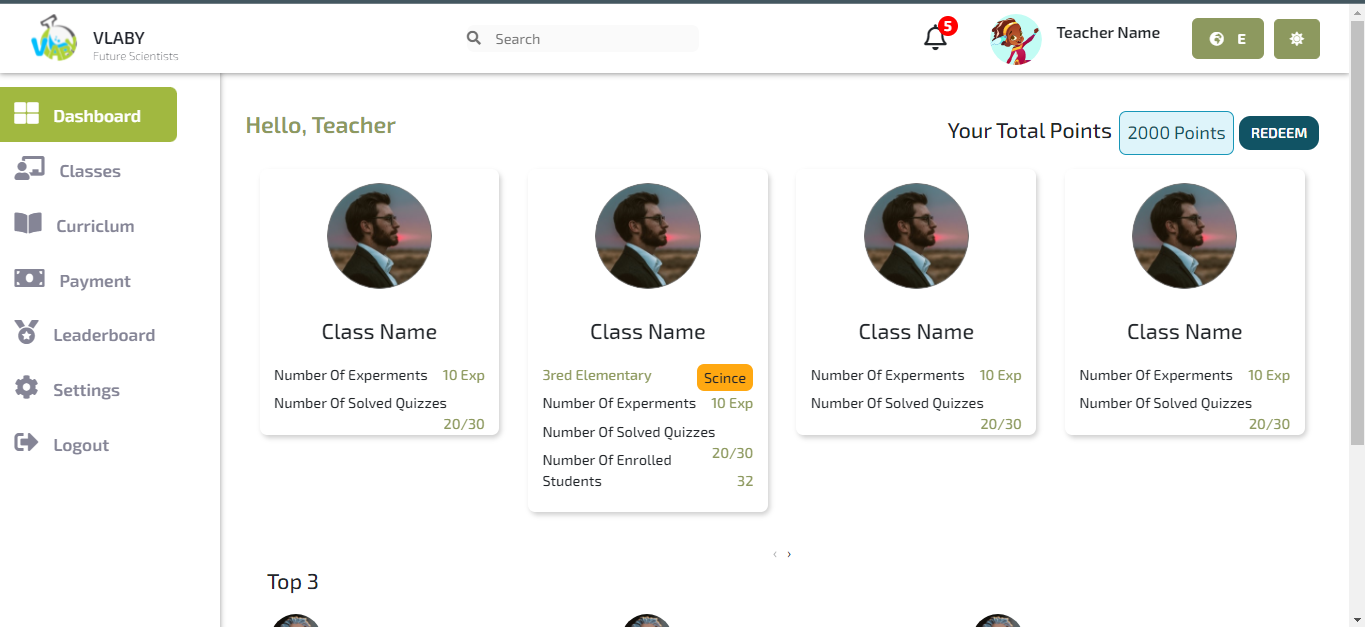 VLABY
Future Scientists
Search
5
Teacher Name
E
Dashboard
Classes
Curriclum
Payment
Leaderboard
Settings
Logout
Hello, Teacher
Your Total Points 2000 Points REDEEM
Class Name
Number Of Experments 10 Exp
Number Of Solved Quizzes
20/30
Class Name
3red Elementary Scince
Number Of Experments 10 Exp
Number Of Solved Quizzes
20/30
Number Of Enrolled
Students 32
Class Name
Number Of Experments 10 Exp
Number Of Solved Quizzes
20/30
Class Name
Number Of Experments 10 Exp
Number Of Solved Quizzes
20/30
‹ ›
Top 3